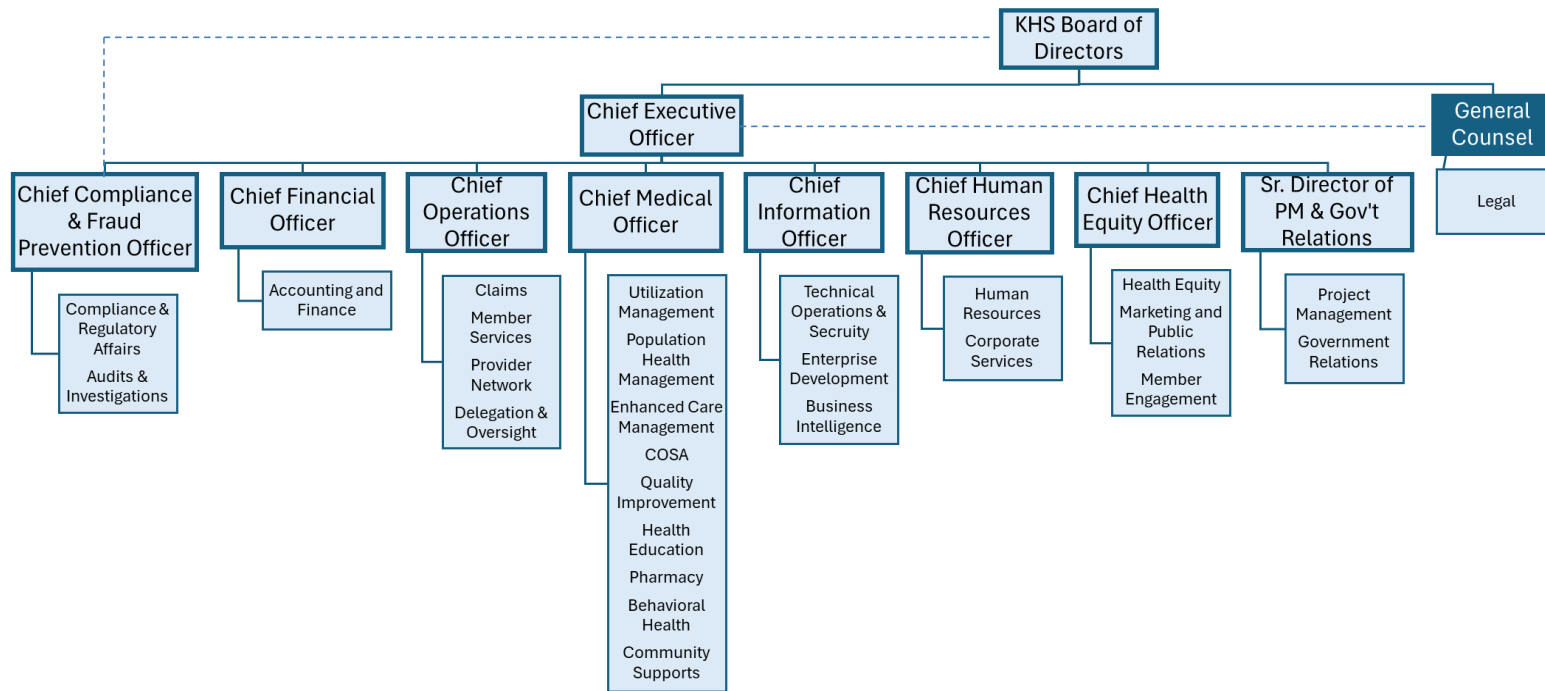 KHS Board of
Directors
Chief Executive
Officer
General
Counsel
Legal
Chief Compliance
& Fraud
Prevention Officer
Compliance &
Regulatory
Affairs
Audits &
Investigations
Chief Financial
Officer
Accounting and
Finance
Chief
Operations
Officer
Claims
Member
Services
Provider
Network
Delegation &
Oversight
Chief Medical
Officer
Utilization
Management
Population
Health
Management
Enhanced Care
Management
COSA
Quality
Improvement
Health
Education
Pharmacy
Behavioral
Health
Community
Supports
Chief
Information
Officer
Technical
Operations &
Secruity
Enterprise
Development
Business
Intelligence
Chief Human
Resources
Officer
Human
Resources
Corporate
Services
Chief Health
Equity Officer
Health Equity
Marketing and
Public
Relations
Member
Engagement
Sr. Director of
PM & Gov't
Relations
Project
Management
Government
Relations